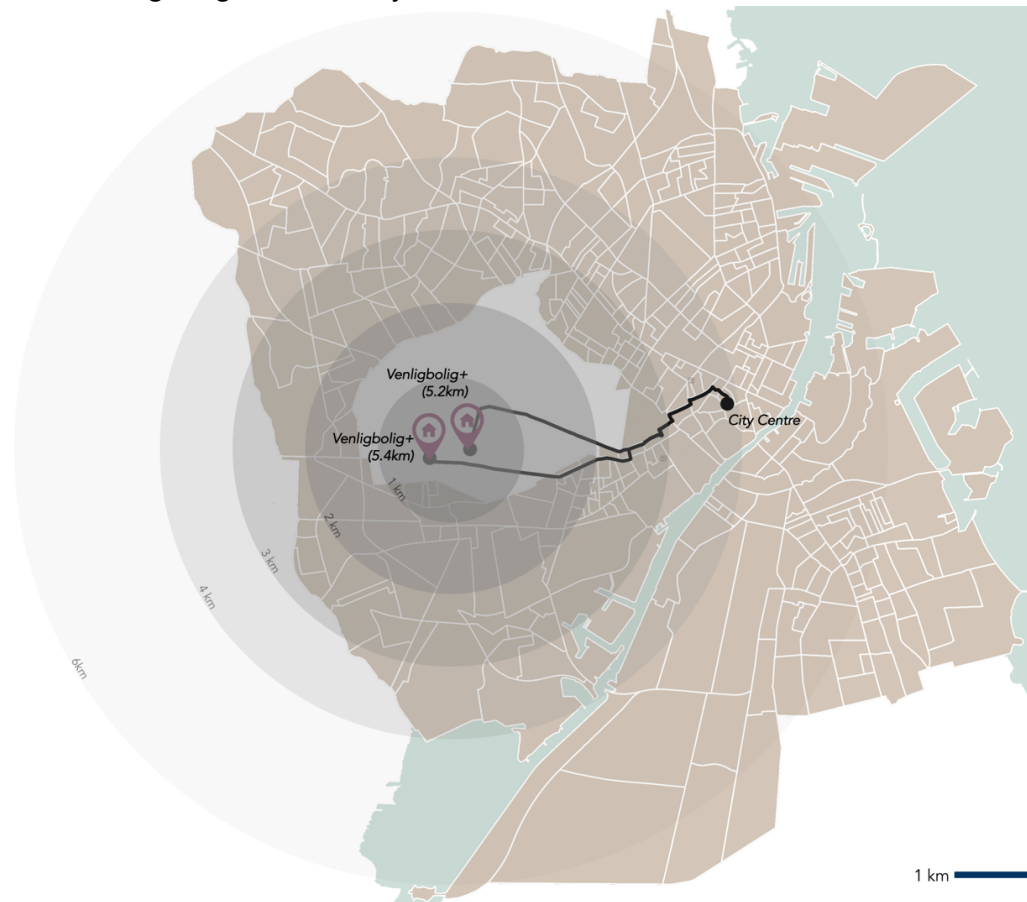 Venligbolig+
(5.2km)
Venligbolig+
(5.4km)
City Centre
1 km
2 km
3 km
4 km
6km
1 km